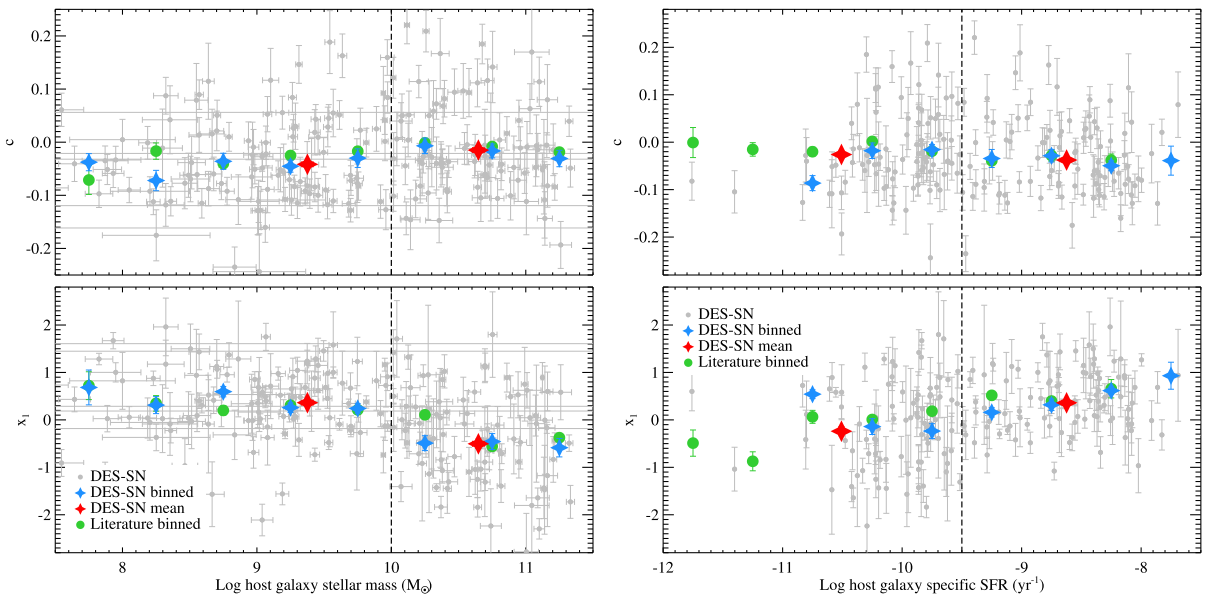 0.2
0.1
0.0
-0.1
-0.2
c
0.2
0.1
0.0
-0.1
-0.2
c
2
1
0
-1
-2
x₁
DES-SN
DES-SN binned
DES-SN mean
Literature binned
8
9
10
11
Log host galaxy stellar mass (M☉)
2
1
0
-1
-2
x₁
DES-SN
DES-SN binned
DES-SN mean
Literature binned
-12
-11
-10
-9
-8
Log host galaxy specific SFR (yr⁻¹)